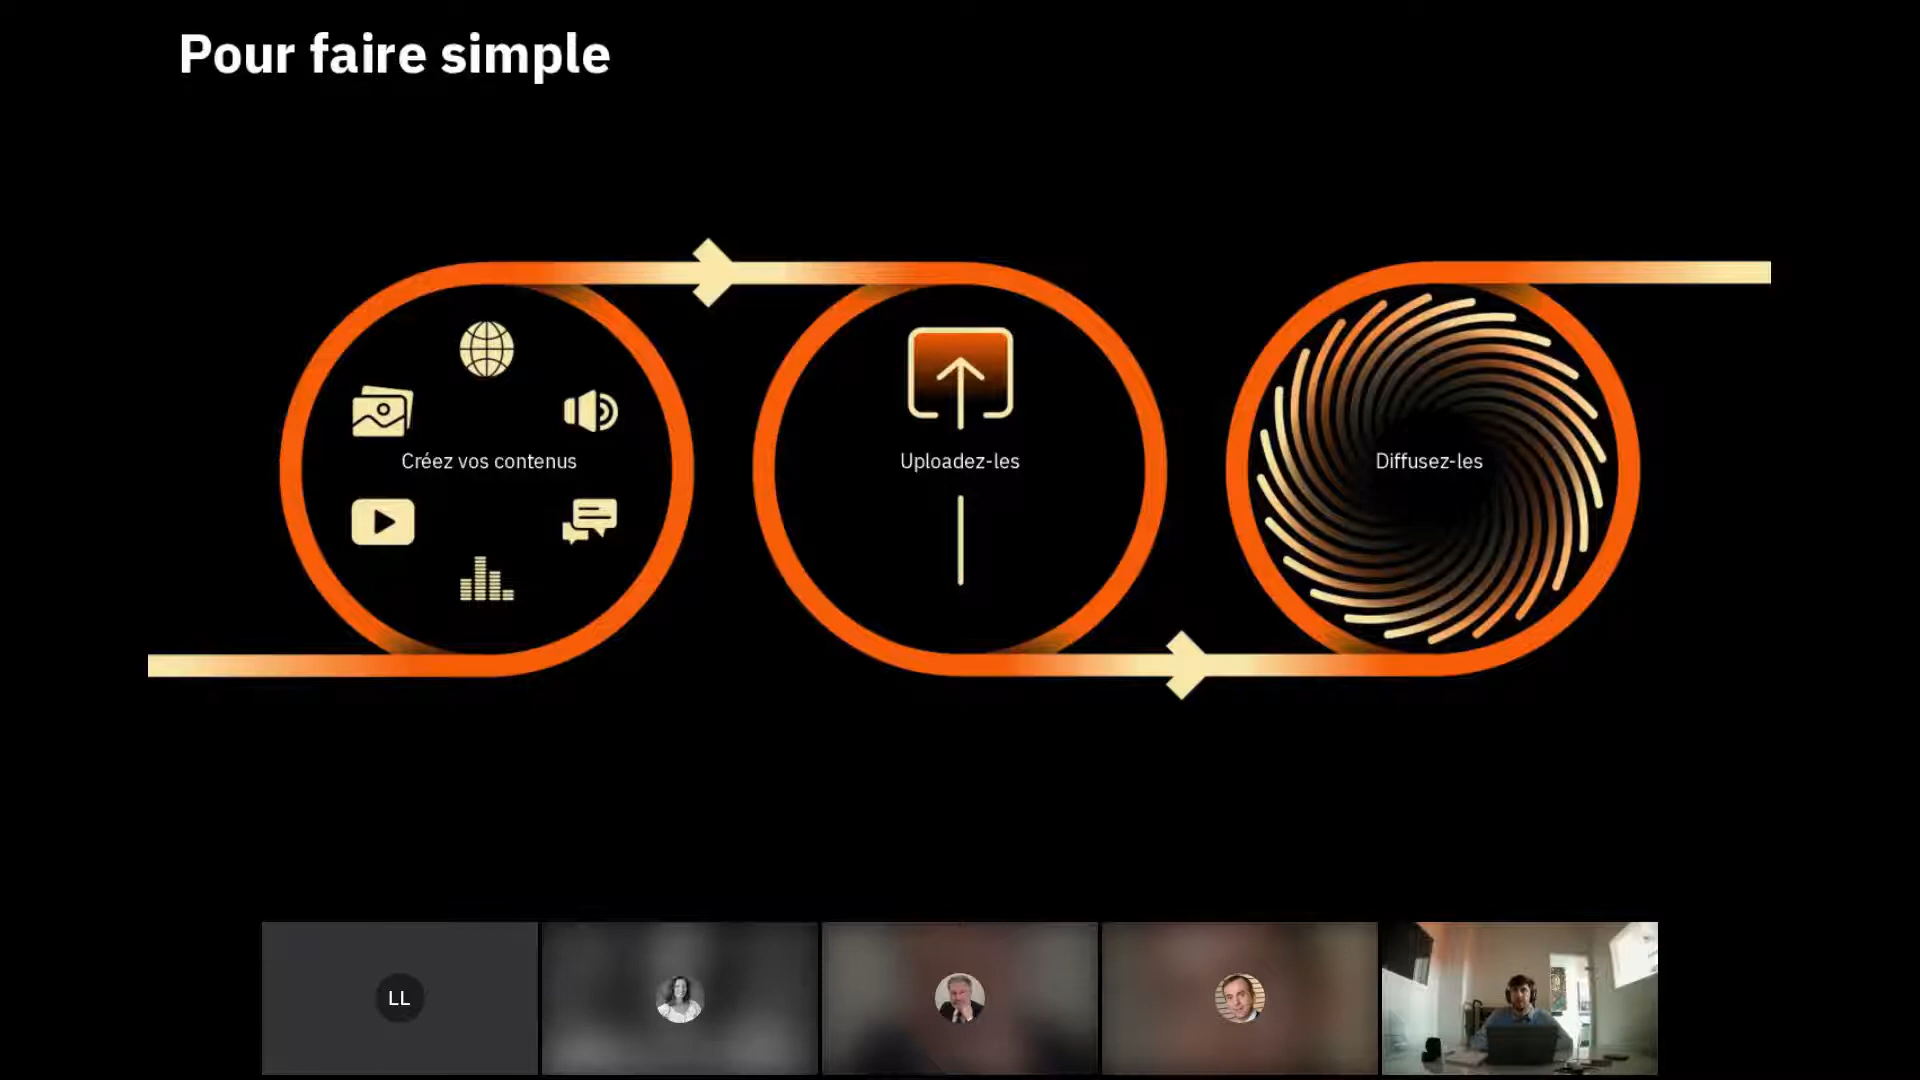 Pour faire simple
Créez vos contenus
Uploadez-les
Diffusez-les
LL